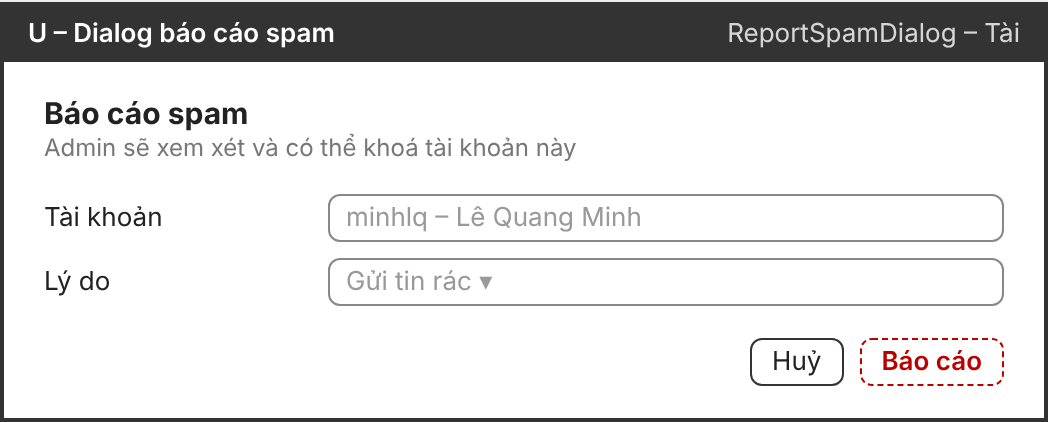 U – Dialog báo cáo spam
ReportSpamDialog – Tài
Báo cáo spam
Admin sẽ xem xét và có thể khoá tài khoản này
Tài khoản
minhlq – Lê Quang Minh
Lý do
Gửi tin rác ▾
Huỷ
Báo cáo